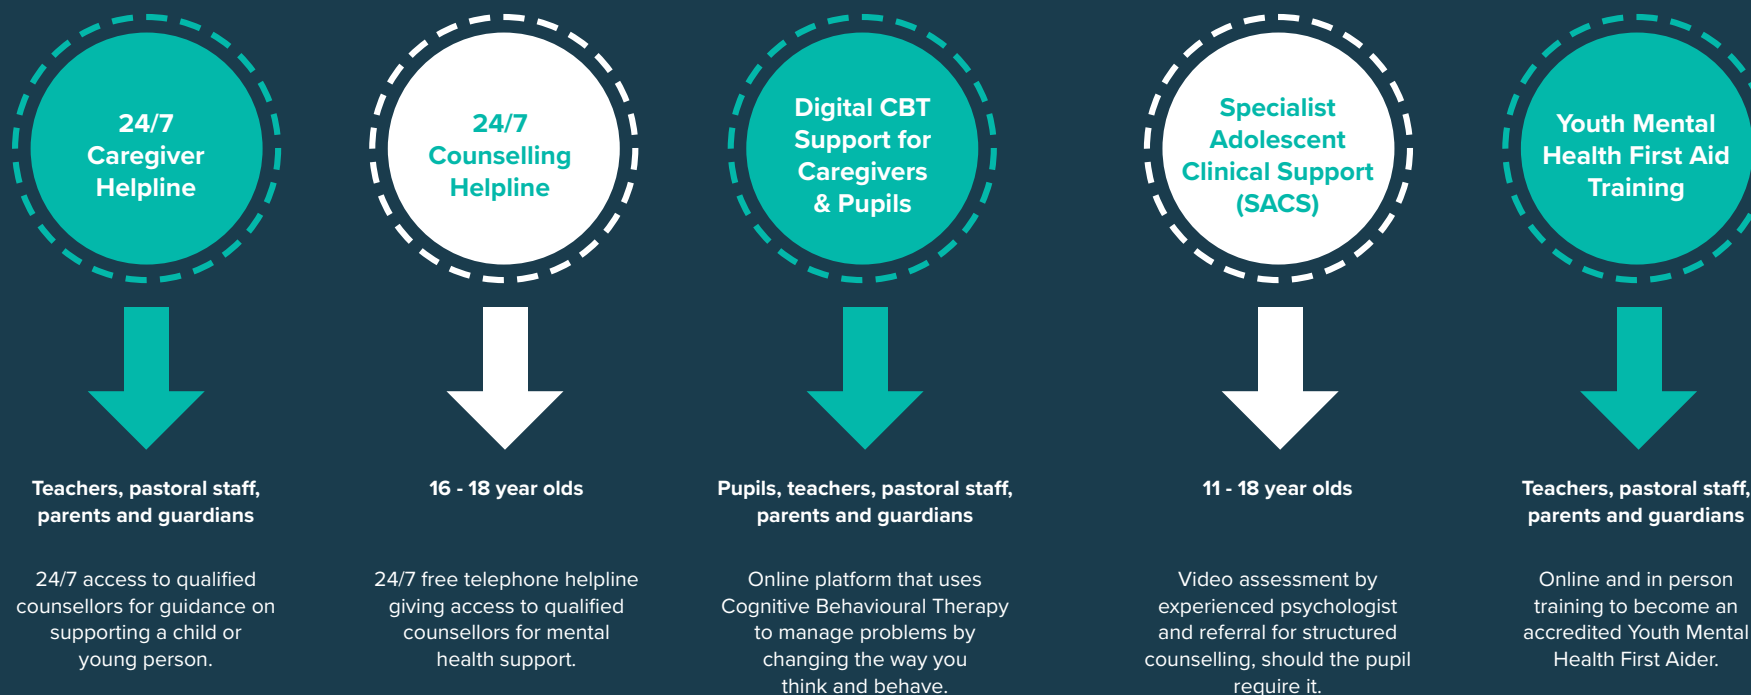 24/7
Caregiver
Helpline
Teachers, pastoral staff,
parents and guardians
24/7 access to qualified
counsellors for guidance on
supporting a child or
young person.
24/7
Counselling
Helpline
16 - 18 year olds
24/7 free telephone helpline
giving access to qualified
counsellors for mental
health support.
Digital CBT
Support for
Caregivers
& Pupils
Pupils, teachers, pastoral staff,
parents and guardians
Online platform that uses
Cognitive Behavioural Therapy
to manage problems by
changing the way you
think and behave.
Specialist
Adolescent
Clinical Support
(SACS)
11 - 18 year olds
Video assessment by
experienced psychologist
and referral for structured
counselling, should the pupil
require it.
Youth Mental
Health First Aid
Training
Teachers, pastoral staff,
parents and guardians
Online and in person
training to become an
accredited Youth Mental
Health First Aider.